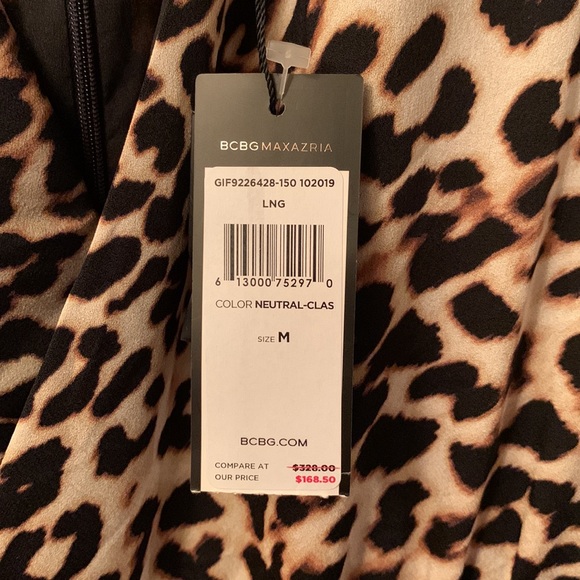 BCBGMAXAZRIA
GIF9226428-150 102019
LNG
6 13000 75297 0
COLOR NEUTRAL-CLAS
SIZE M
BCBG.COM
COMPARE AT $328.00
OUR PRICE $168.50